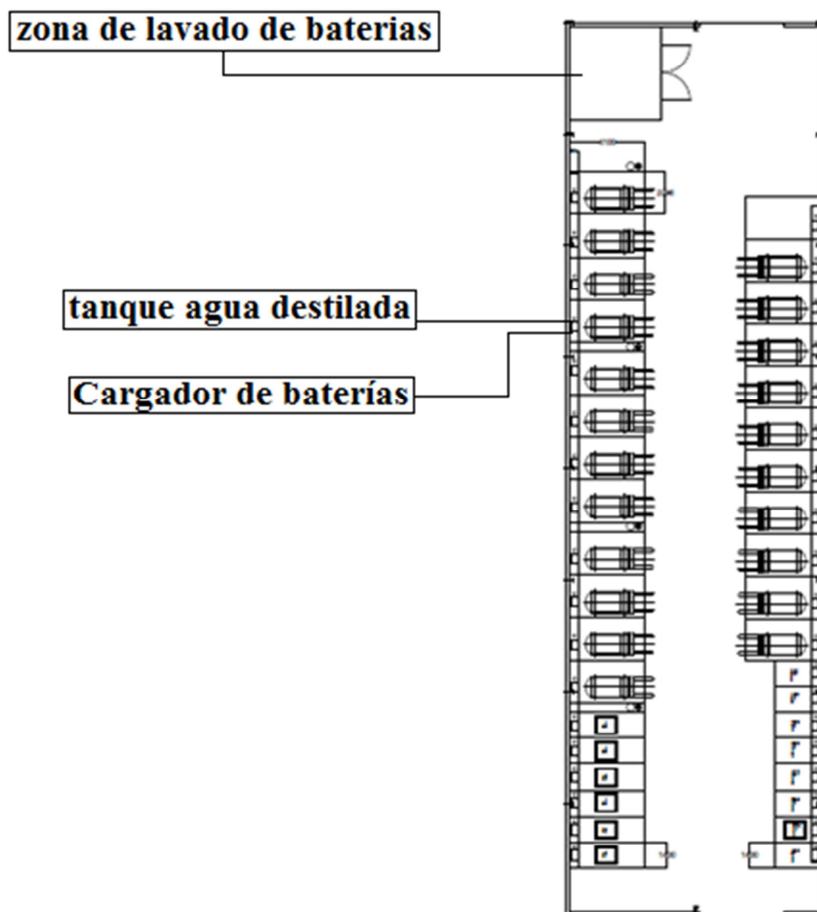 zona de lavado de baterias
tanque agua destilada
Cargador de baterías